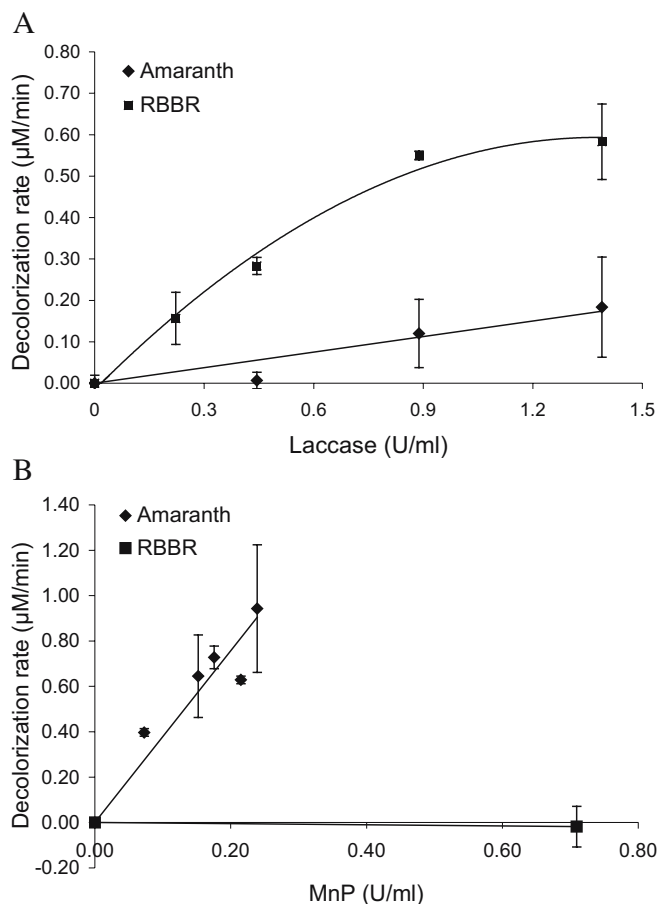 A
Decolorization rate (µM/min)
0.80
0.70
0.60
0.50
0.40
0.30
0.20
0.10
0.00
Amaranth
RBBR
0
0.3
0.6
0.9
1.2
1.5
Laccase (U/ml)
B
Decolorization rate (µM/min)
1.40
1.20
1.00
0.80
0.60
0.40
0.20
0.00
-0.20
Amaranth
RBBR
0.00
0.20
0.40
0.60
0.80
MnP (U/ml)